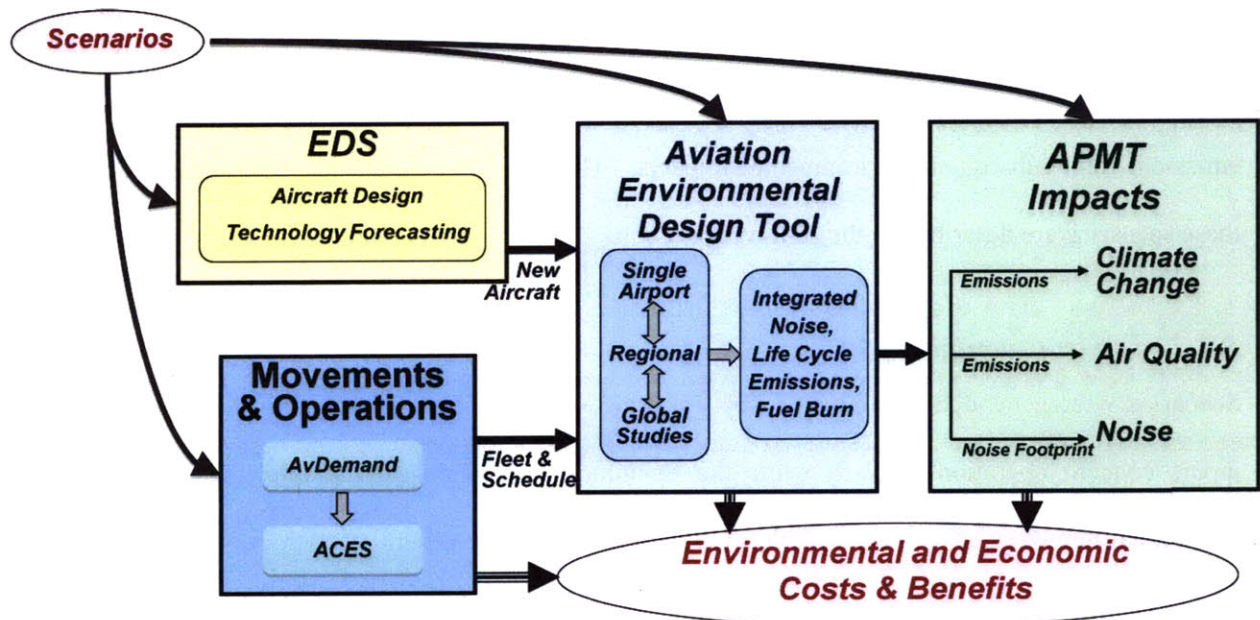 Scenarios
EDS
Aircraft Design
Technology Forecasting
New
Aircraft
Movements
& Operations
AvDemand
ACES
Fleet &
Schedule
Aviation
Environmental
Design Tool
Single
Airport
Regional
Global
Studies
Integrated
Noise,
Life Cycle
Emissions,
Fuel Burn
APMT
Impacts
Emissions
Climate
Change
Emissions
Air Quality
Noise Footprint
Noise
Environmental and Economic
Costs & Benefits